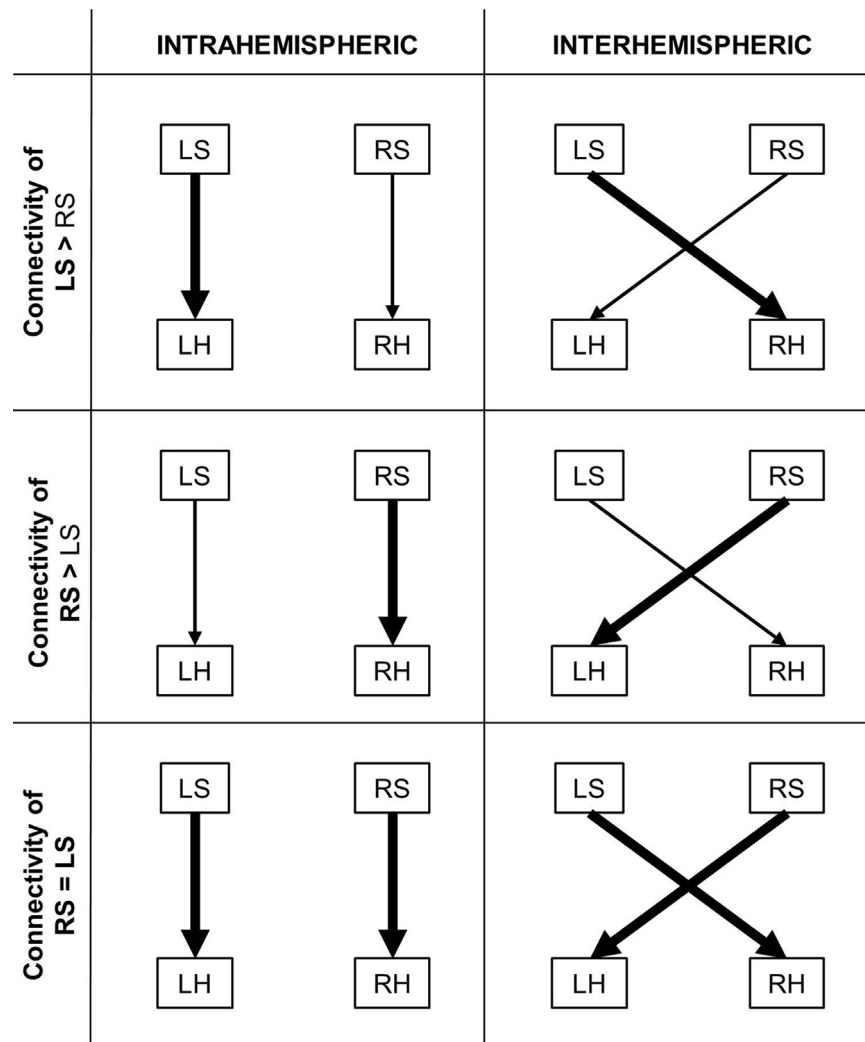 INTRAHEMISPHERIC INTERHEMISPHERIC
Connectivity of
LS > RS
LS RS LS RS
LH RH LH RH
Connectivity of
RS > LS
LS RS LS RS
LH RH LH RH
Connectivity of
RS = LS
LS RS LS RS
LH RH LH RH